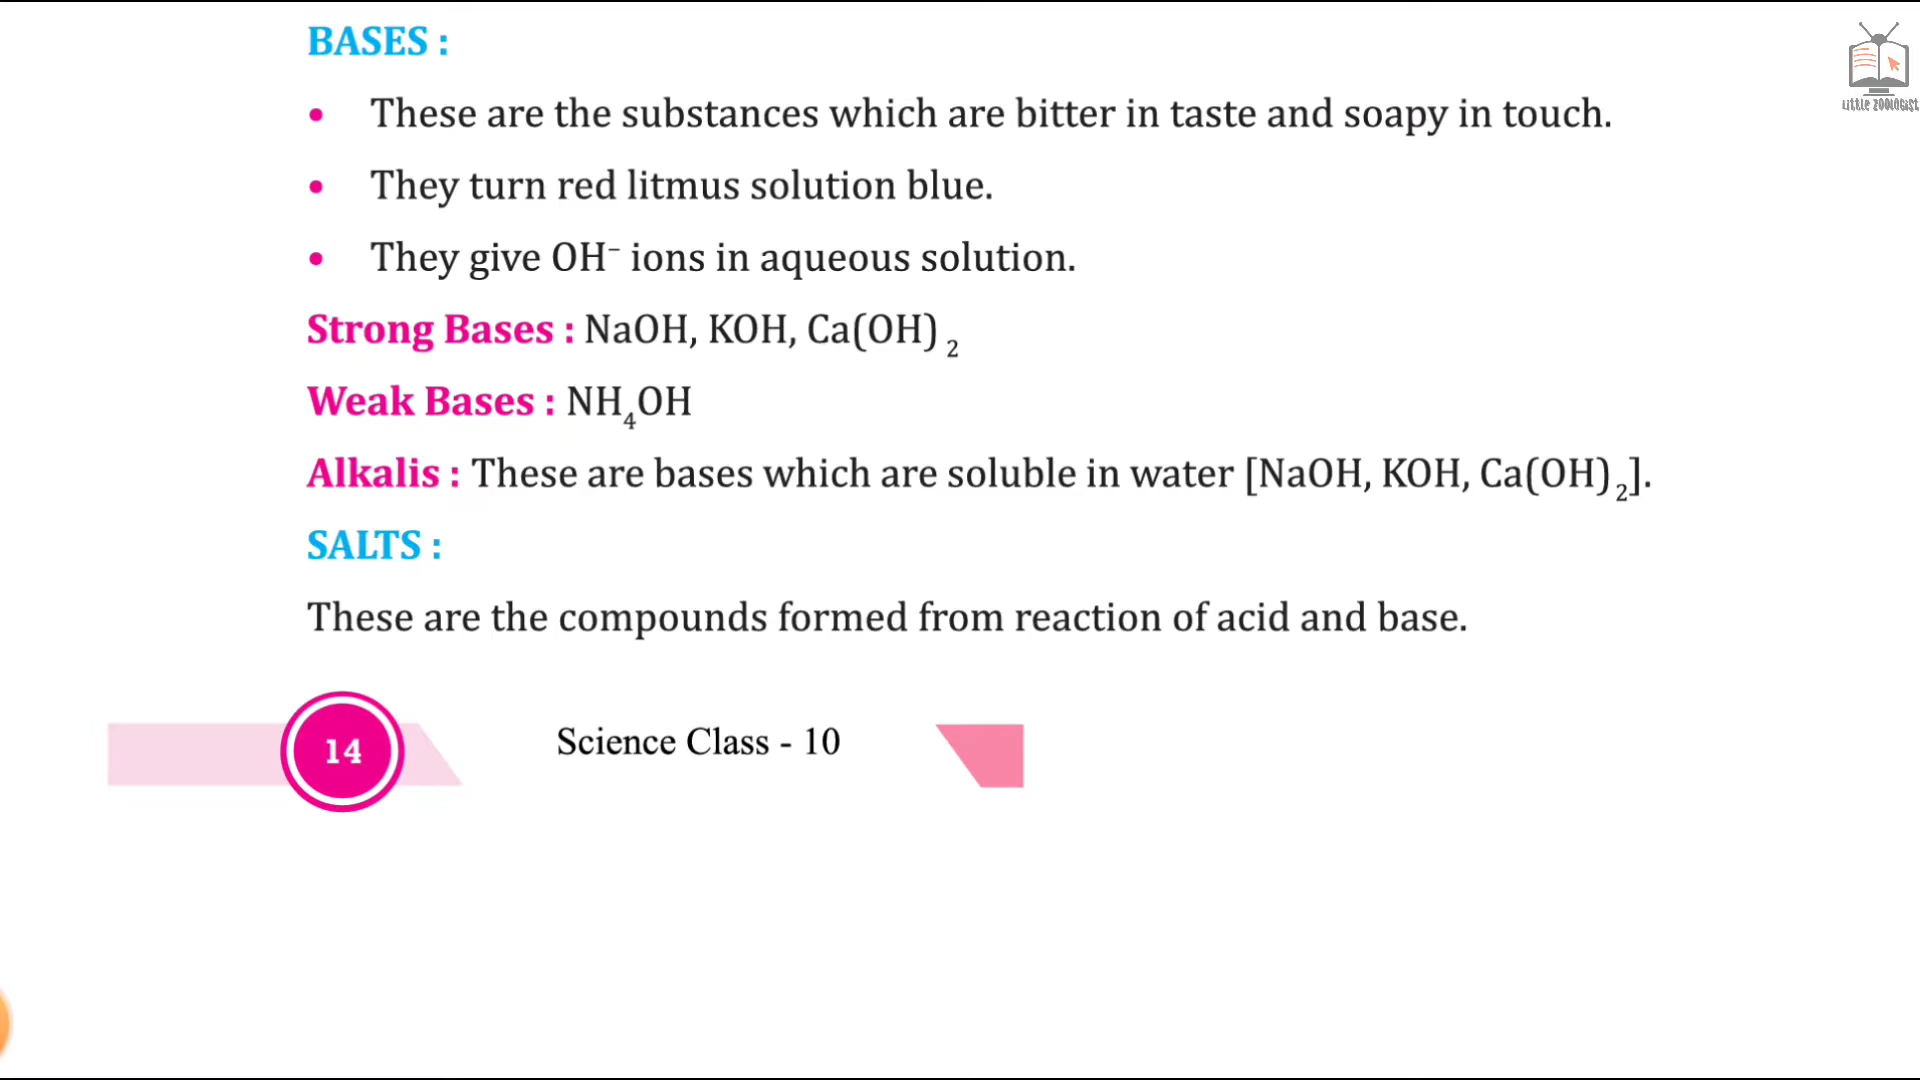 BASES :
LITTLE ZOOLOGIST
• These are the substances which are bitter in taste and soapy in touch.
• They turn red litmus solution blue.
• They give OH⁻ ions in aqueous solution.
Strong Bases : NaOH, KOH, Ca(OH) ₂
Weak Bases : NH₄OH
Alkalis : These are bases which are soluble in water [NaOH, KOH, Ca(OH) ₂].
SALTS :
These are the compounds formed from reaction of acid and base.
14
Science Class - 10